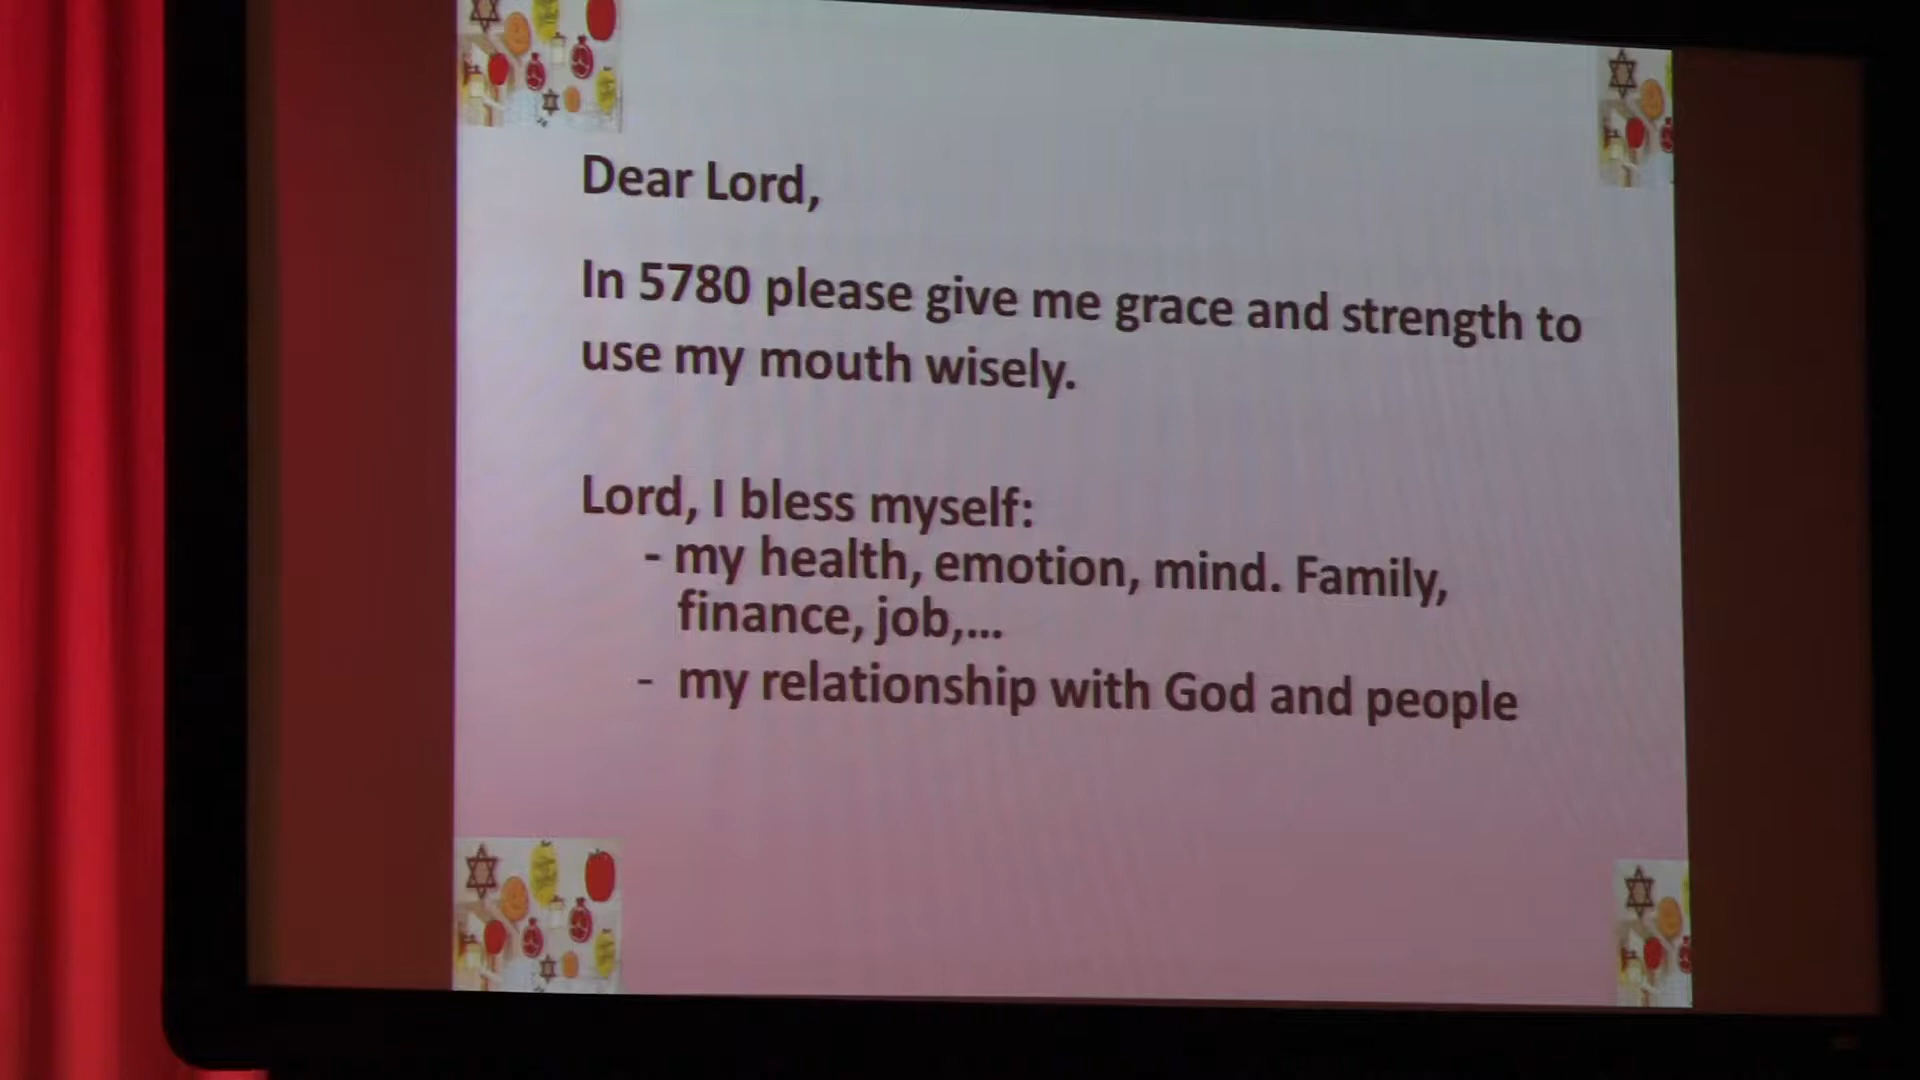 Dear Lord,
In 5780 please give me grace and strength to
use my mouth wisely.
Lord, I bless myself:
- my health, emotion, mind. Family,
finance, job,...
- my relationship with God and people